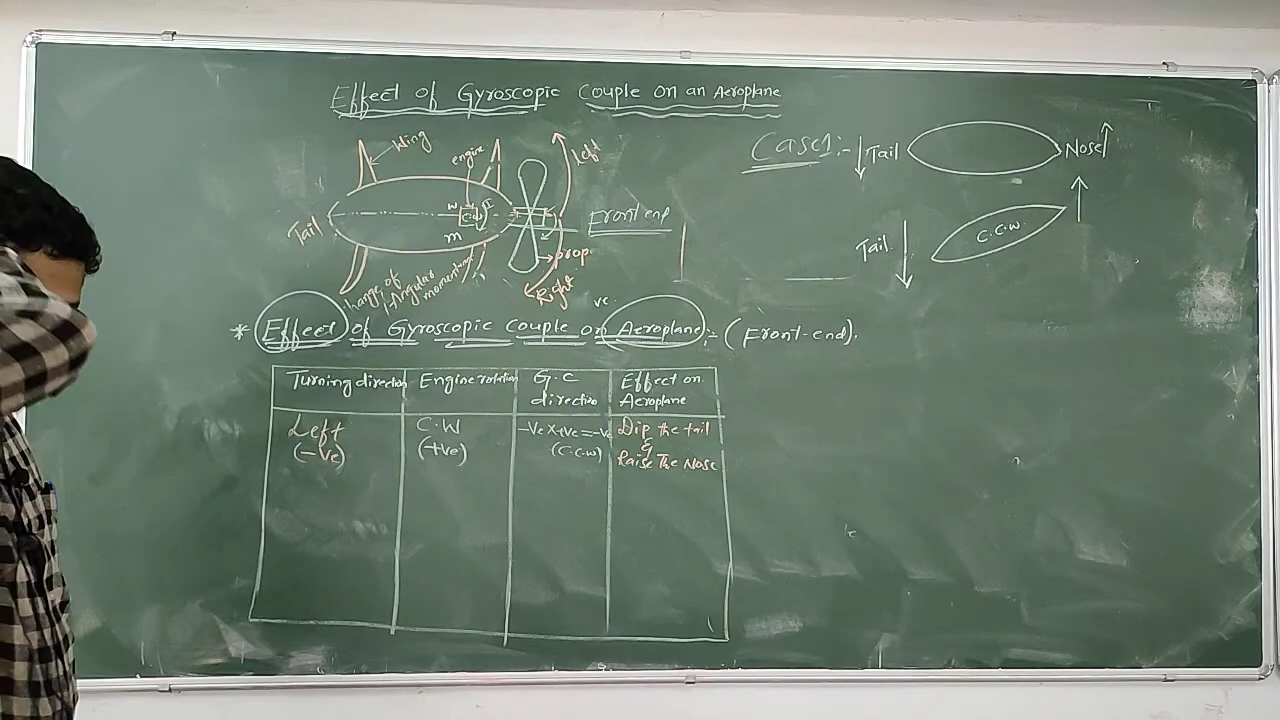 Effect of Gyroscopic Couple on an Aeroplane
Wing
engine
left
Tail
w
C.W
m
Front end
prop.
Right
change of
Angular
momentum
Case1:-
Tail
Nose
Tail
C.C.W.
ve.
* Effect of Gyroscopic Couple on Aeroplane:- (Front-end).
Turning direction Engine rotation G.C direction Effect on Aeroplane
Left (-Ve) C.W (+Ve) -Ve x+Ve=-Ve (C.C.W) Dip the tail & Raise The Nose